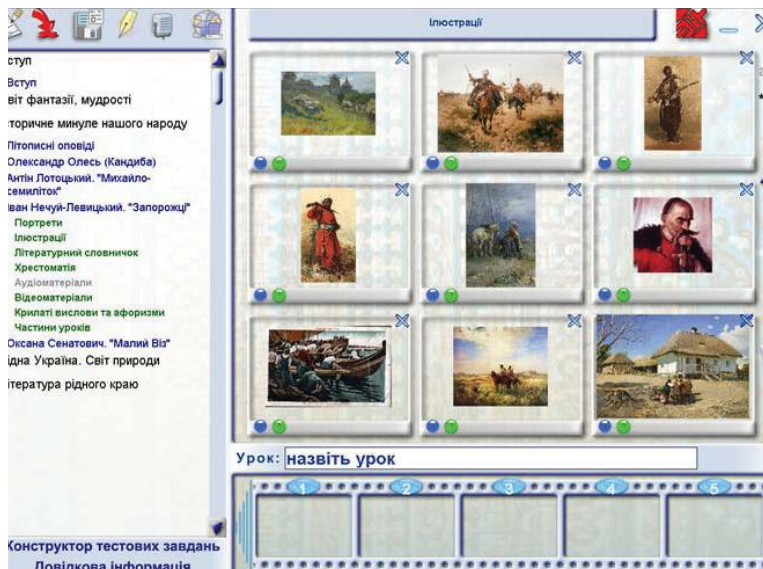 Ілюстрації
ступ
Вступ
віт фантазії, мудрості
торичне минуле нашого народу
Літописні оповіді
Олександр Олесь (Кандиба)
Антін Лотоцький. "Михайло-
семиліток"
Іван Нечуй-Левицький. "Запорожці"
Портрети
Ілюстрації
Літературний словничок
Хрестоматія
Аудіоматеріали
Відеоматеріали
Крилаті вислови та афоризми
Частини уроків
Оксана Сенатович. "Малий Віз"
ідна Україна. Світ природи
ітература рідного краю
Конструктор тестових завдань
Довідкова інформація
Урок: назвіть урок
1 2 3 4 5